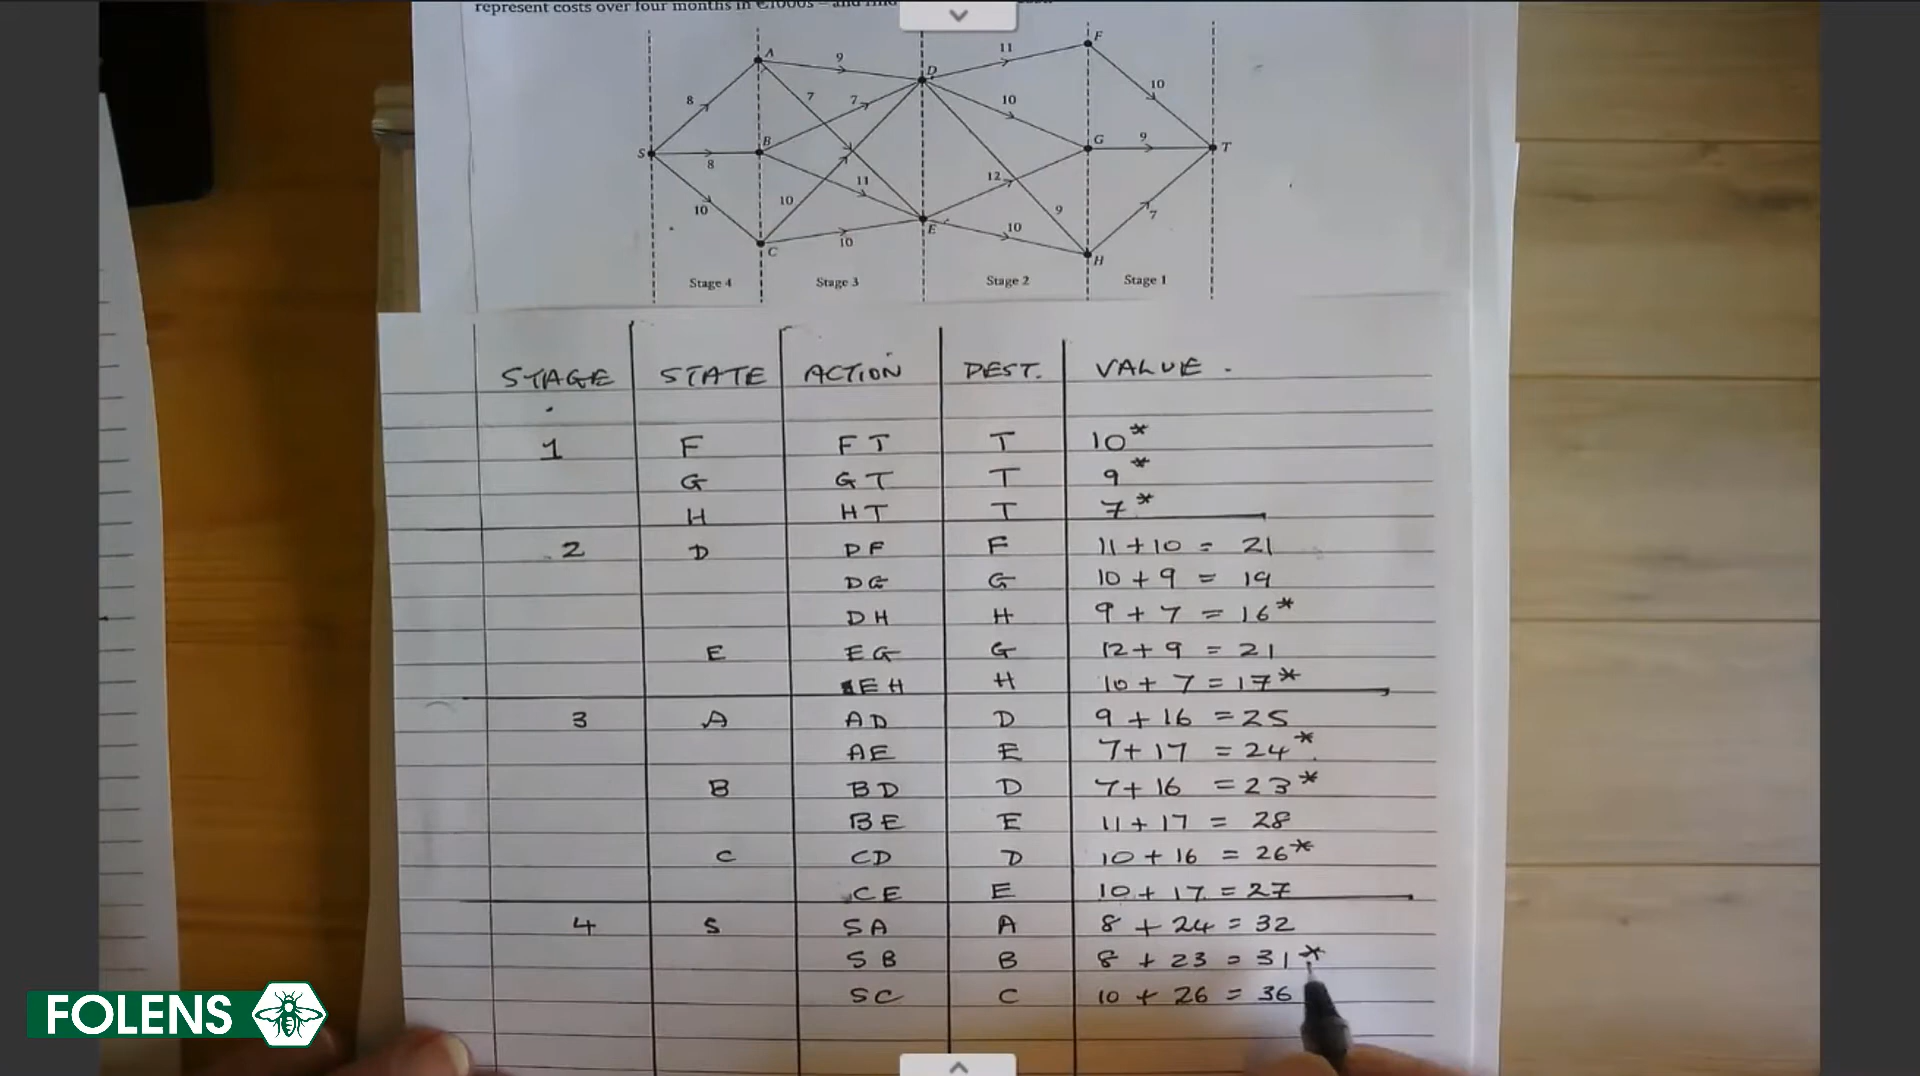 represent costs over four months in €1000s – and find
A 9 D 11 F
8 7 7 10 10
S B G 9 T
8 11 12
10 10 9 7
10 E 10
C H
Stage 4 Stage 3 Stage 2 Stage 1
STAGE STATE ACTION DEST. VALUE
1 F FT T 10*
G GT T 9*
H HT T 7*
2 D DF F 11 + 10 = 21
DG G 10 + 9 = 19
DH H 9 + 7 = 16*
E EG G 12 + 9 = 21
EH H 10 + 7 = 17*
3 A AD D 9 + 16 = 25
AE E 7 + 17 = 24*
B BD D 7 + 16 = 23*
BE E 11 + 17 = 28
C CD D 10 + 16 = 26*
CE E 10 + 17 = 27
4 S SA A 8 + 24 = 32
SB B 8 + 23 = 31*
SC C 10 + 26 = 36
FOLENS